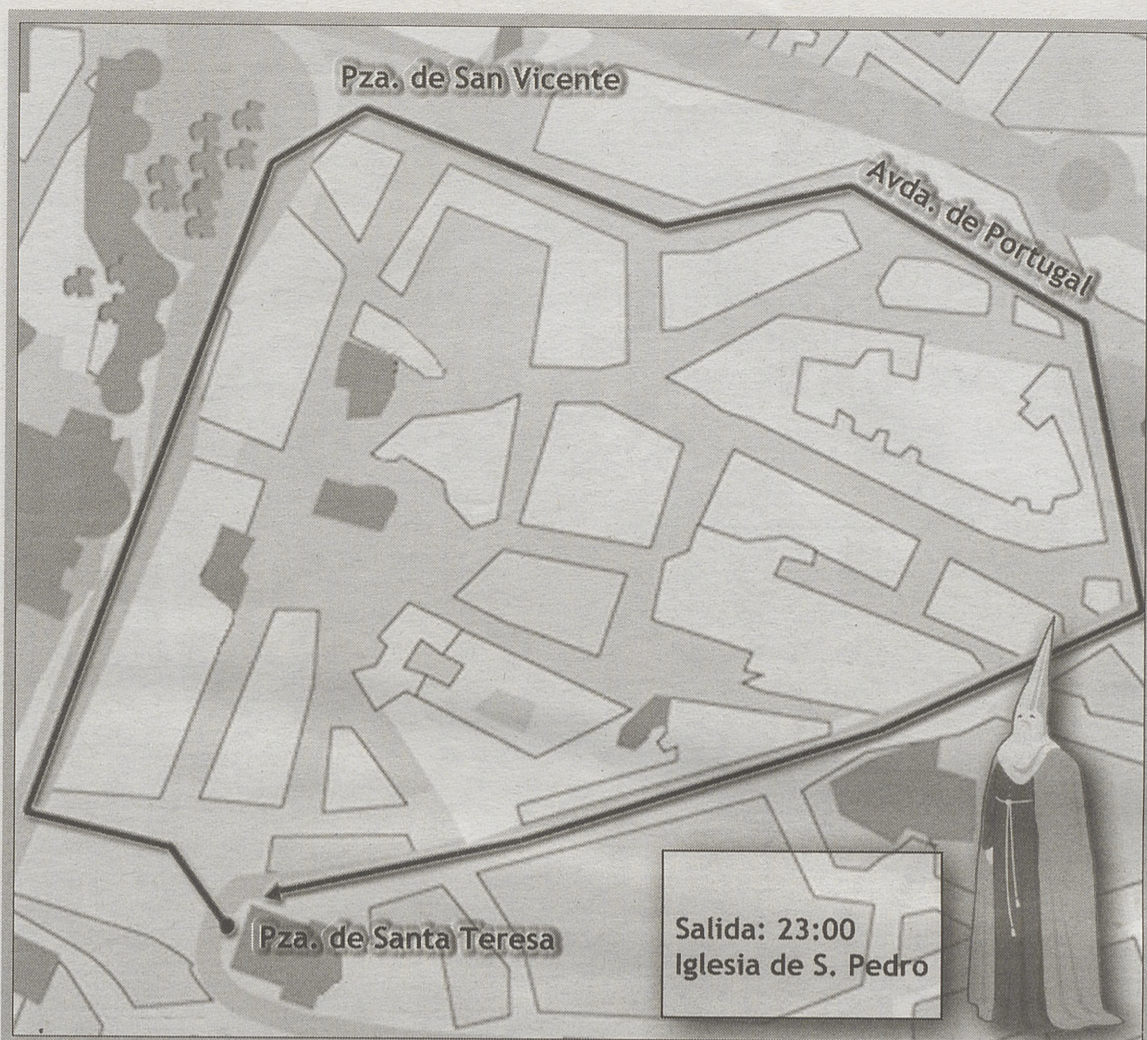 Pza. de San Vicente
Avda. de Portugal
Pza. de Santa Teresa
Salida: 23:00
Iglesia de S. Pedro